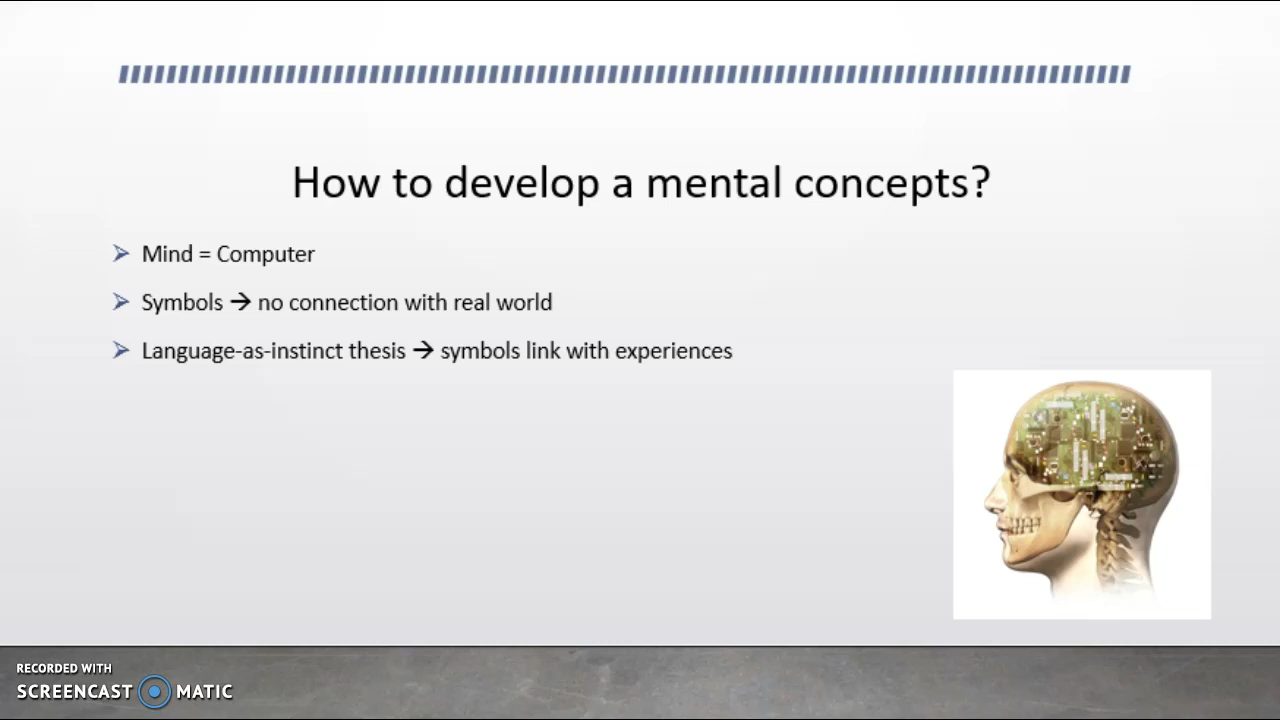 How to develop a mental concepts?
Mind = Computer
Symbols → no connection with real world
Language-as-instinct thesis → symbols link with experiences
RECORDED WITH
SCREENCAST MATIC